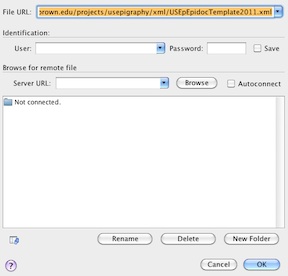 File URL: brown.edu/projects/usepigraphy/xml/USEpEpidocTemplate2011.xml
Identification:
User: Password: Save
Browse for remote file
Server URL: Browse Autoconnect
Not connected.
Rename Delete New Folder
? Cancel OK